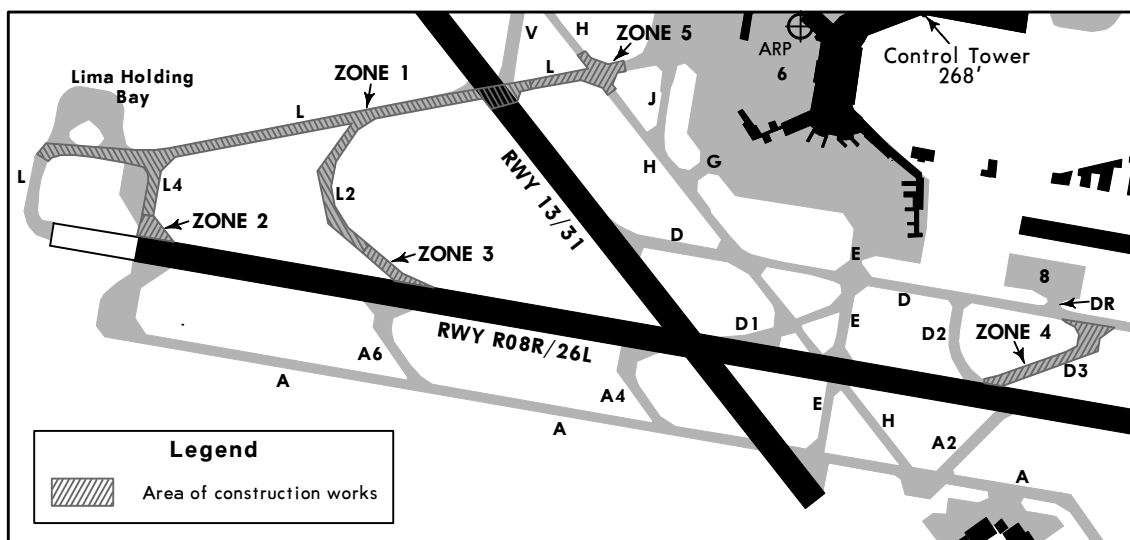 V
H
ZONE 5
ARP
6
Control Tower
268'
L
ZONE 1
Lima Holding
Bay
L
J
H
G
L
L4
L2
ZONE 2
RWY 13/31
D
E
ZONE 3
8
D
DR
E
D1
D2
ZONE 4
RWY R08R/26L
A6
D3
A
A4
E
H
A
A2
A
Legend
Area of construction works